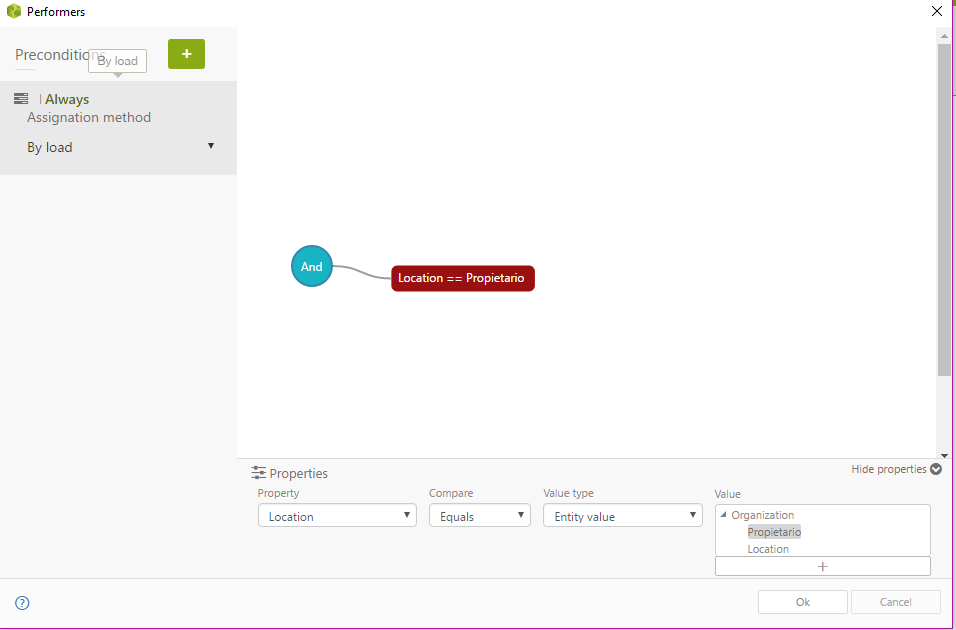 Performers
Preconditions
By load
+
| Always
Assignation method
By load
And
Location == Propietario
Properties
Hide properties
Property
Compare
Value type
Value
Location
Equals
Entity value
Organization
Propietario
Location
+
?
Ok
Cancel